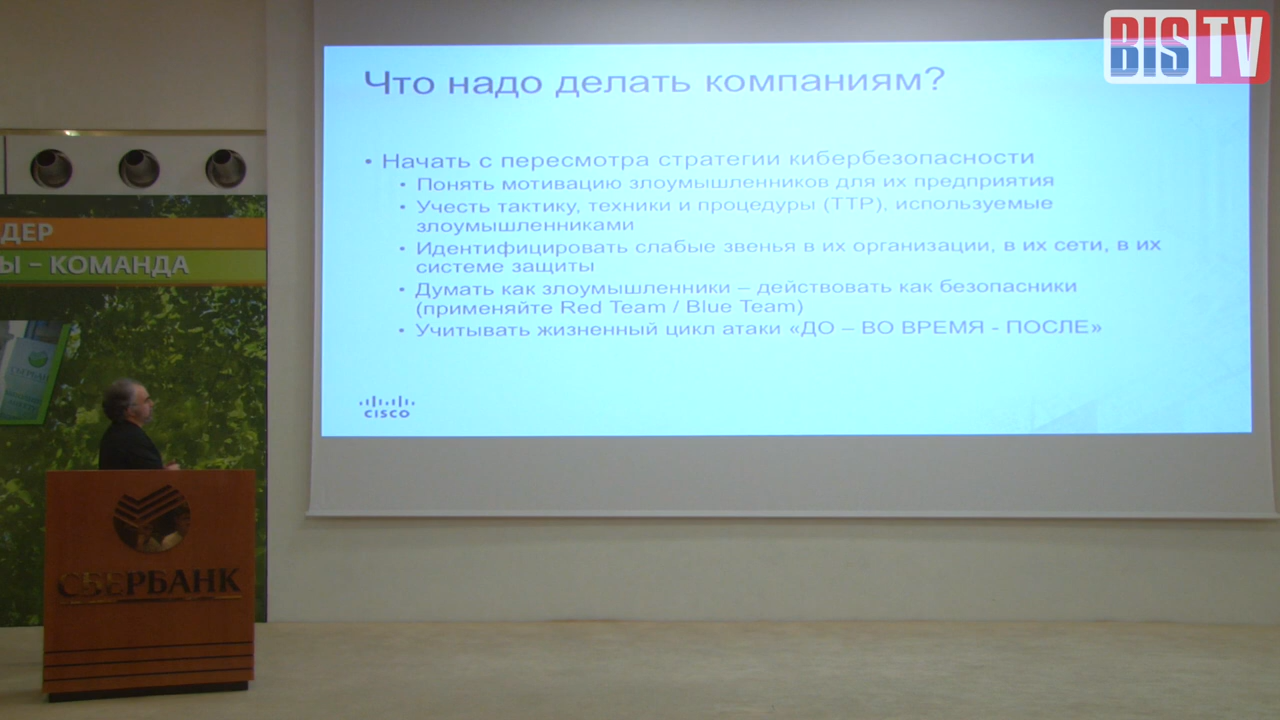 BISTV
Что надо делать компаниям?
• Начать с пересмотра стратегии кибербезопасности
• Понять мотивацию злоумышленников для их предприятия
• Учесть тактику, техники и процедуры (TTP), используемые
злоумышленниками
• Идентифицировать слабые звенья в их организации, в их сети, в их
системе защиты
• Думать как злоумышленники – действовать как безопасники
(применяйте Red Team / Blue Team)
• Учитывать жизненный цикл атаки «ДО – ВО ВРЕМЯ - ПОСЛЕ»
CISCO
ДЕР
Ы – КОМАНДА
СБЕРБАНК
СБЕРБАНК